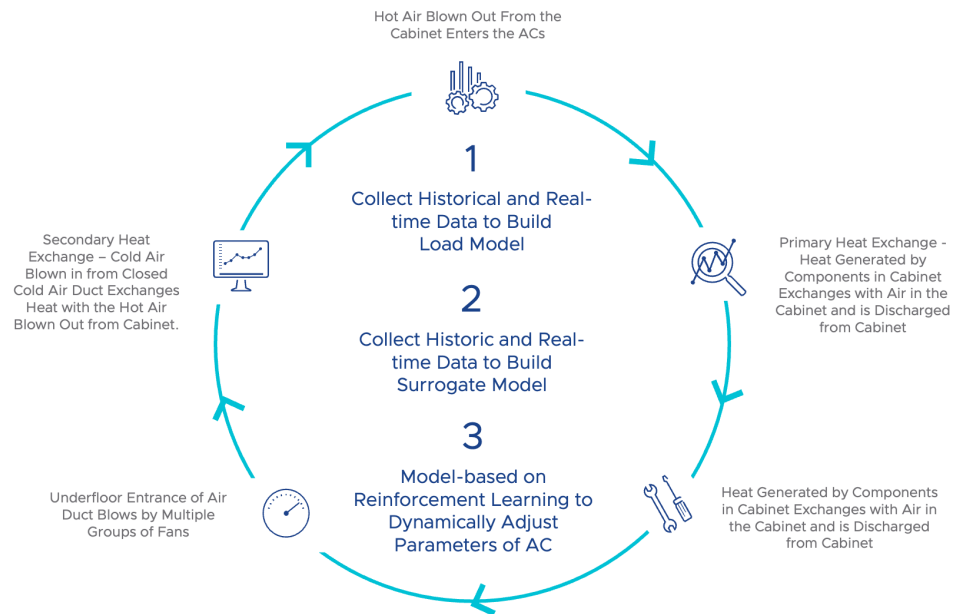 Hot Air Blown Out From the
Cabinet Enters the ACs
1
Collect Historical and Real-
time Data to Build
Load Model
2
Collect Historic and Real-
time Data to Build
Surrogate Model
3
Model-based on
Reinforcement Learning to
Dynamically Adjust
Parameters of AC
Primary Heat Exchange -
Heat Generated by
Components in Cabinet
Exchanges with Air in the
Cabinet and is Discharged
from Cabinet
Heat Generated by Components
in Cabinet Exchanges with Air in
the Cabinet and is Discharged
from Cabinet
Underfloor Entrance of Air
Duct Blows by Multiple
Groups of Fans
Secondary Heat
Exchange – Cold Air
Blown in from Closed
Cold Air Duct Exchanges
Heat with the Hot Air
Blown Out from Cabinet.